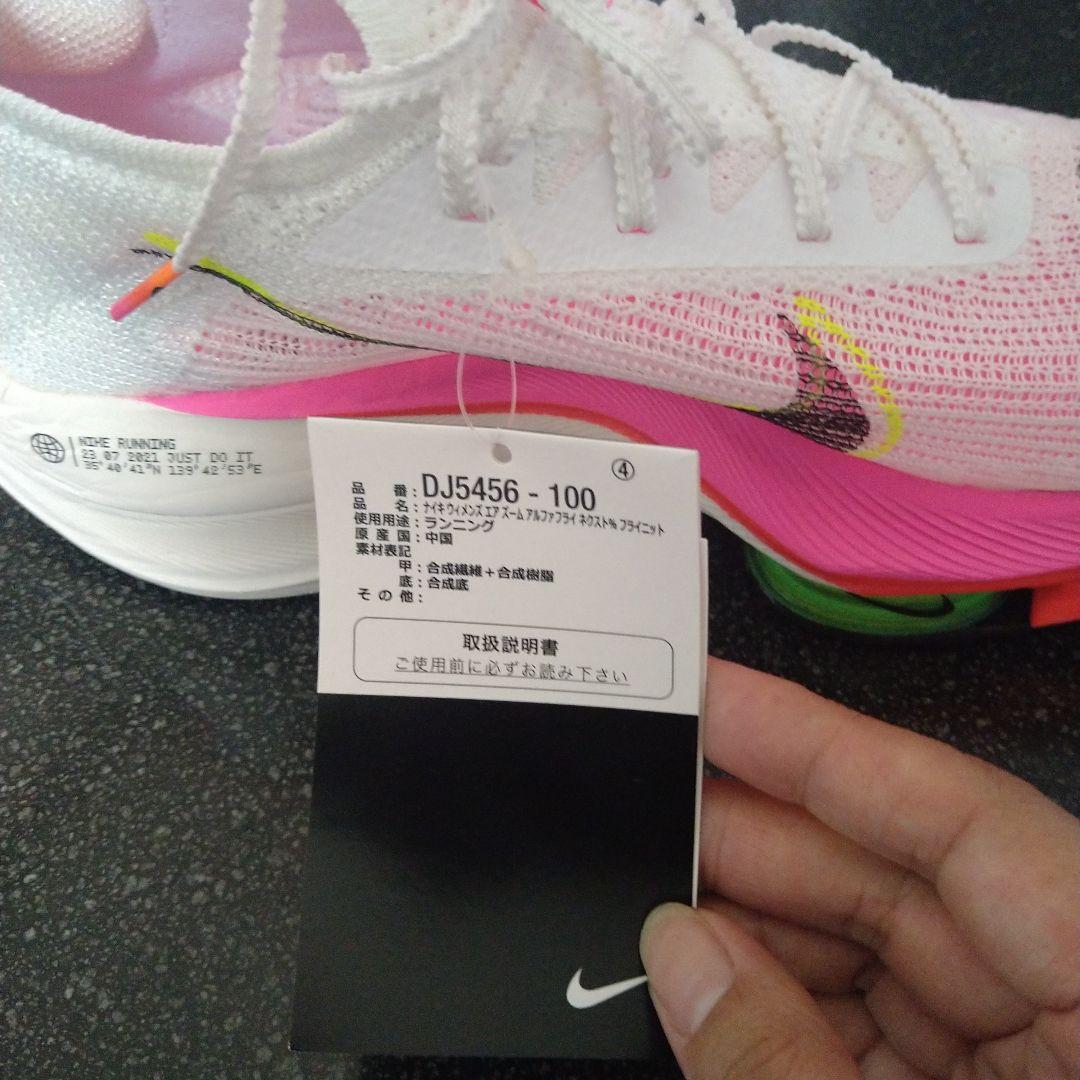 NIKE RUNNING
23 07 2021 JUST DO IT
35°40'41"N 139°42'53"E
④
品 番:DJ5456-100
品 名:ナイキ ウィメンズ エア ズーム アルファフライ ネクスト% フライニット
使用用途:ランニング
原 産 国:中国
素材表記
甲:合成繊維+合成樹脂
底:合成底
そ の 他:
取扱説明書
ご使用前に必ずお読み下さい